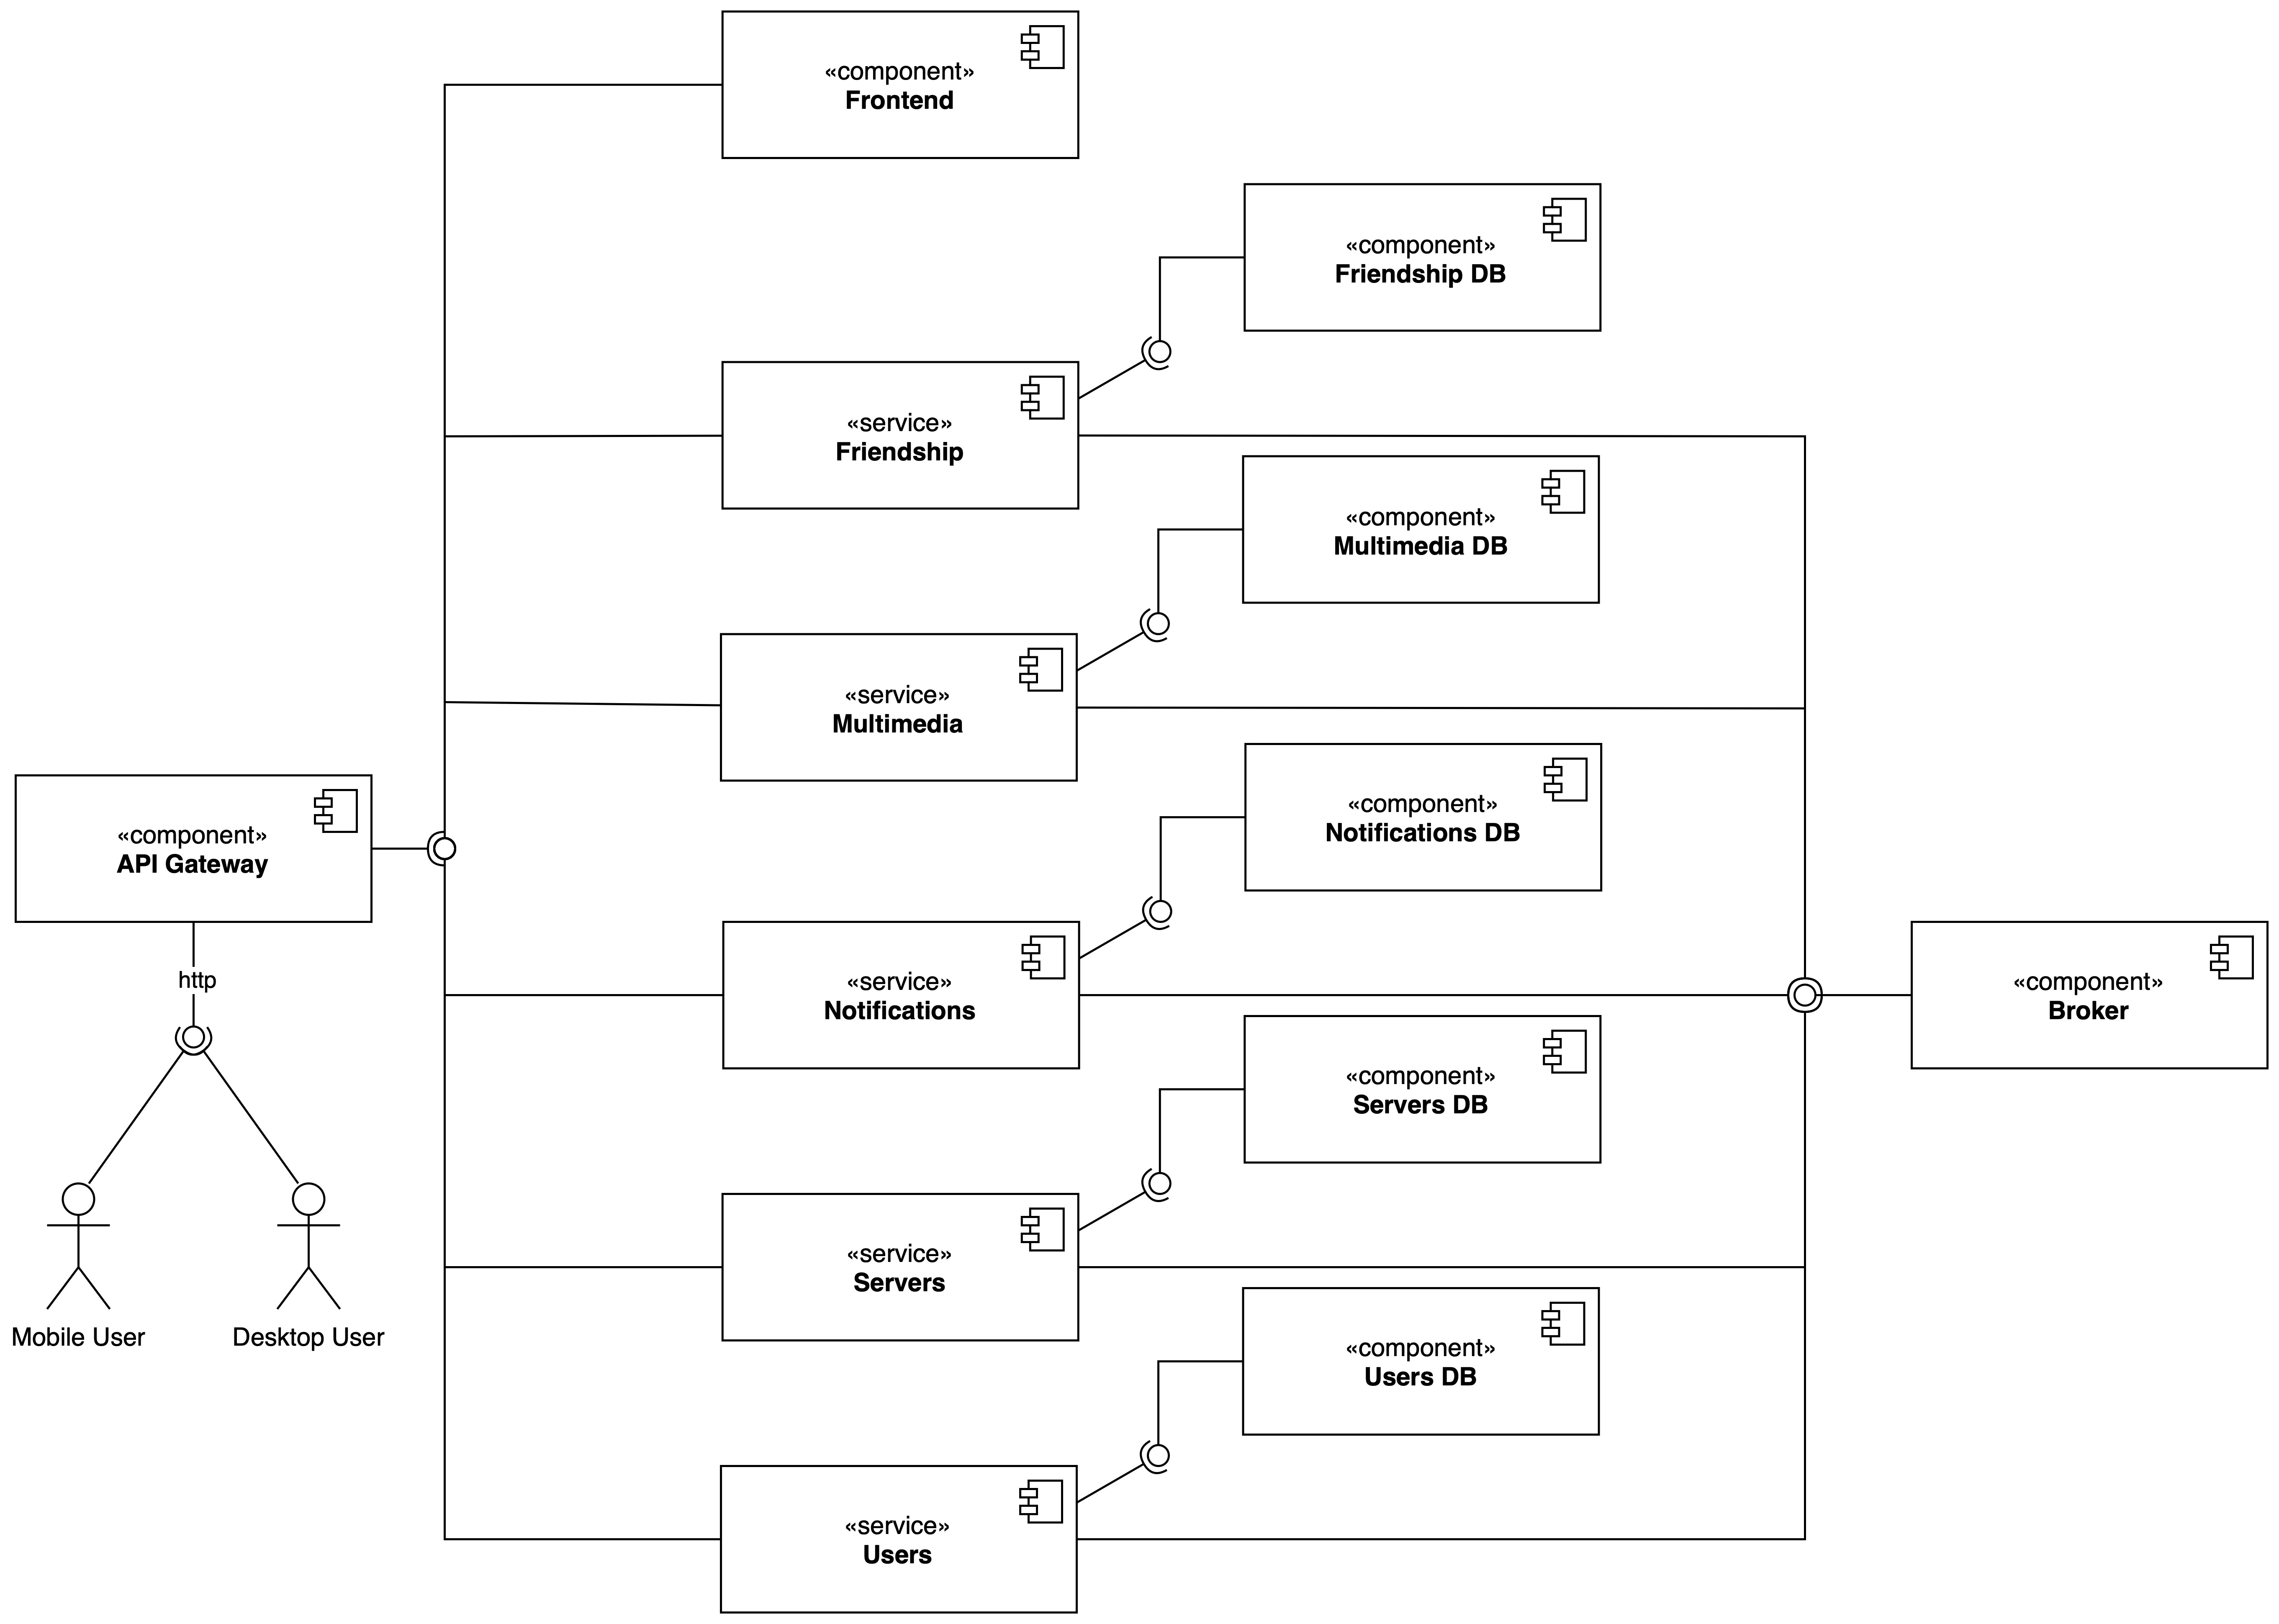 «component»
Frontend
«component»
Friendship DB
«service»
Friendship
«component»
Multimedia DB
«service»
Multimedia
«component»
Notifications DB
«component»
API Gateway
http
«service»
Notifications
«component»
Broker
«component»
Servers DB
«service»
Servers
Mobile User
Desktop User
«component»
Users DB
«service»
Users